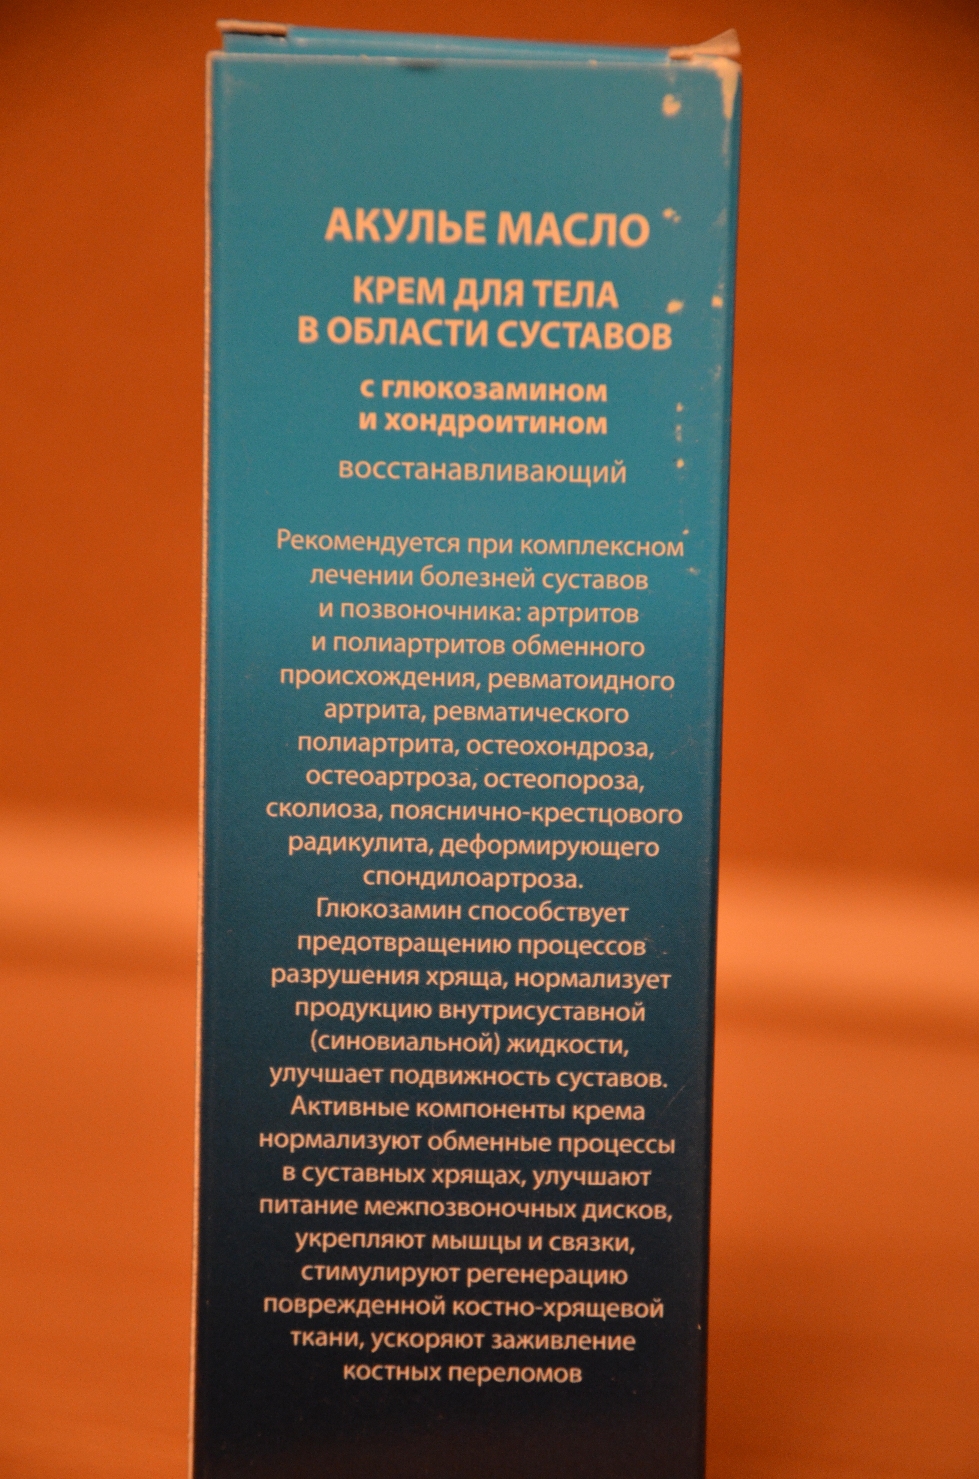 АКУЛЬЕ МАСЛО
КРЕМ ДЛЯ ТЕЛА
В ОБЛАСТИ СУСТАВОВ
с глюкозамином
и хондроитином
восстанавливающий
Рекомендуется при комплексном
лечении болезней суставов
и позвоночника: артритов
и полиартритов обменного
происхождения, ревматоидного
артрита, ревматического
полиартрита, остеохондроза,
остеоартроза, остеопороза,
сколиоза, пояснично-крестцового
радикулита, деформирующего
спондилоартроза.
Глюкозамин способствует
предотвращению процессов
разрушения хряща, нормализует
продукцию внутрисуставной
(синовиальной) жидкости,
улучшает подвижность суставов.
Активные компоненты крема
нормализуют обменные процессы
в суставных хрящах, улучшают
питание межпозвоночных дисков,
укрепляют мышцы и связки,
стимулируют регенерацию
поврежденной костно-хрящевой
ткани, ускоряют заживление
костных переломов